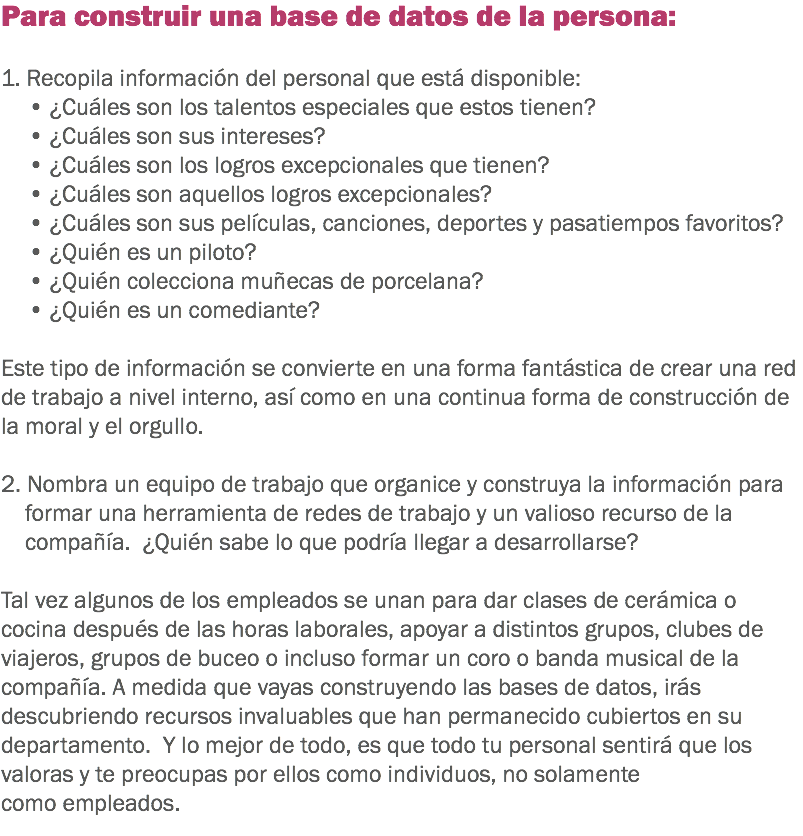 Para construir una base de datos de la persona:
1. Recopila información del personal que está disponible:
• ¿Cuáles son los talentos especiales que estos tienen?
• ¿Cuáles son sus intereses?
• ¿Cuáles son los logros excepcionales que tienen?
• ¿Cuáles son aquellos logros excepcionales?
• ¿Cuáles son sus películas, canciones, deportes y pasatiempos favoritos?
• ¿Quién es un piloto?
• ¿Quién colecciona muñecas de porcelana?
• ¿Quién es un comediante?
Este tipo de información se convierte en una forma fantástica de crear una red
de trabajo a nivel interno, así como en una continua forma de construcción de
la moral y el orgullo.
2. Nombra un equipo de trabajo que organice y construya la información para
formar una herramienta de redes de trabajo y un valioso recurso de la
compañía. ¿Quién sabe lo que podría llegar a desarrollarse?
Tal vez algunos de los empleados se unan para dar clases de cerámica o
cocina después de las horas laborales, apoyar a distintos grupos, clubes de
viajeros, grupos de buceo o incluso formar un coro o banda musical de la
compañía. A medida que vayas construyendo las bases de datos, irás
descubriendo recursos invaluables que han permanecido cubiertos en su
departamento. Y lo mejor de todo, es que todo tu personal sentirá que los
valoras y te preocupas por ellos como individuos, no solamente
como empleados.